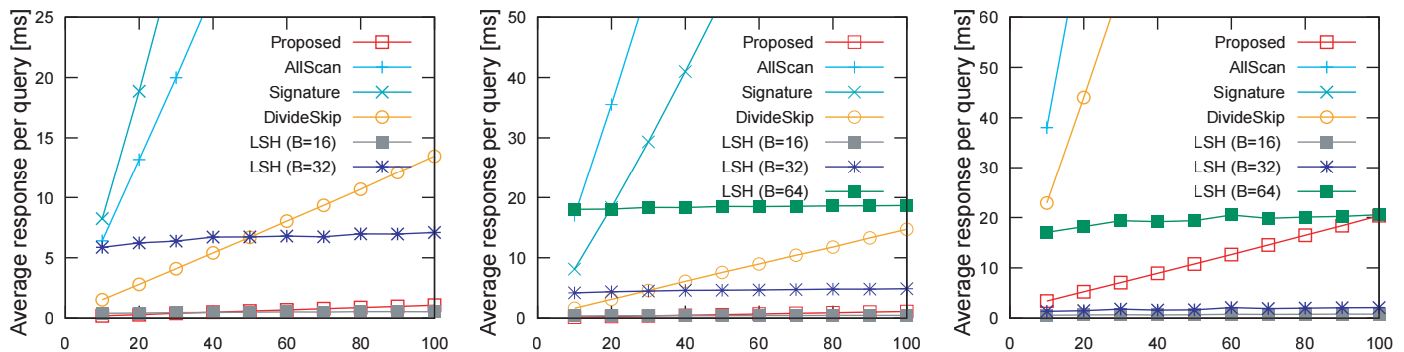 Average response per query [ms]
25
20
15
10
5
0
0 20 40 60 80 100
Proposed
AllScan
Signature
DivideSkip
LSH (B=16)
LSH (B=32)
Average response per query [ms]
50
40
30
20
10
0
0 20 40 60 80 100
Proposed
AllScan
Signature
DivideSkip
LSH (B=16)
LSH (B=32)
LSH (B=64)
Average response per query [ms]
60
50
40
30
20
10
0
0 20 40 60 80 100
Proposed
AllScan
Signature
DivideSkip
LSH (B=16)
LSH (B=32)
LSH (B=64)